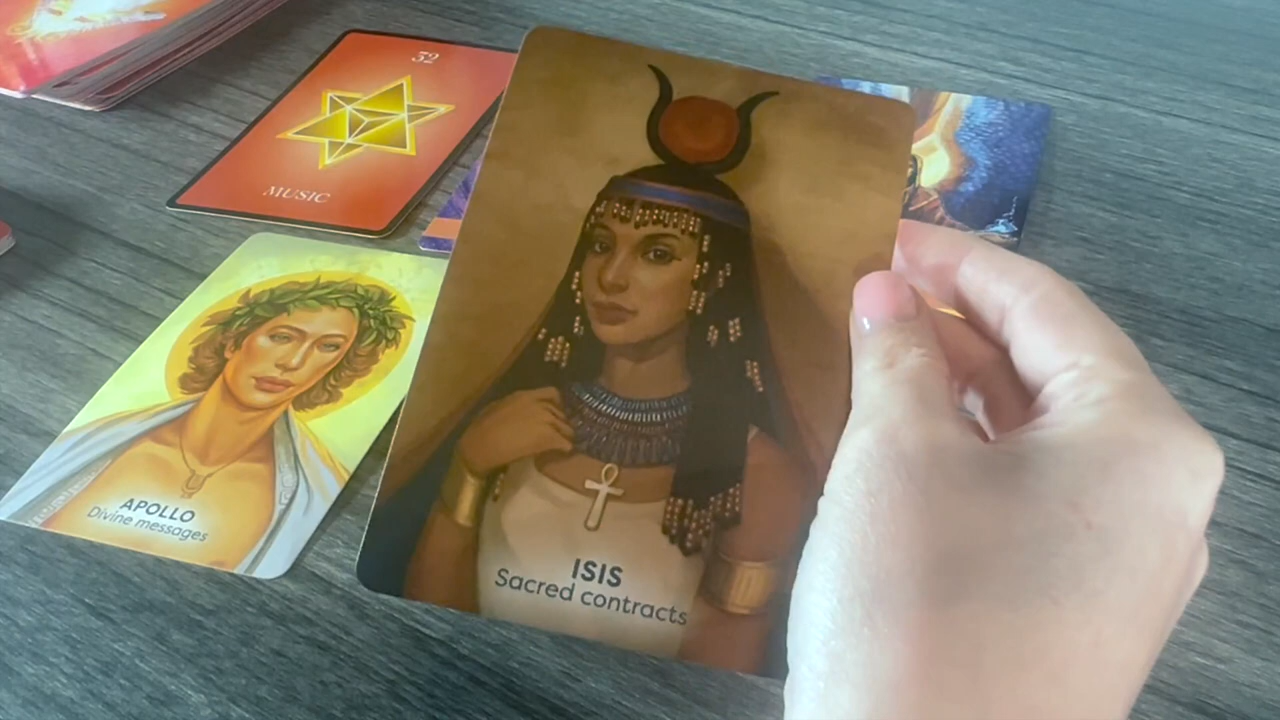 32
MUSIC
APOLLO
Divine messages
ISIS
Sacred contracts